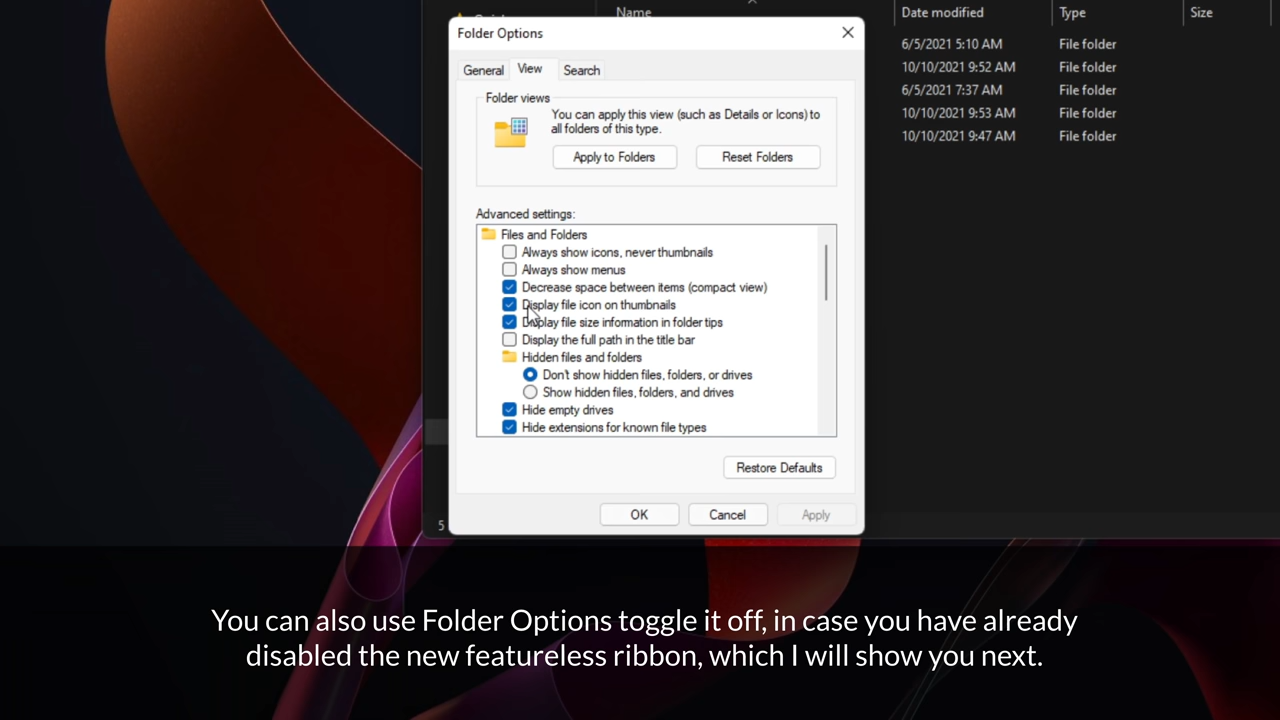 Name
Date modified
Type
Size
Folder Options
General
View
Search
6/5/2021 5:10 AM
File folder
10/10/2021 9:52 AM
File folder
6/5/2021 7:37 AM
File folder
10/10/2021 9:53 AM
File folder
10/10/2021 9:47 AM
File folder
Folder views
You can apply this view (such as Details or Icons) to
all folders of this type.
Apply to Folders
Reset Folders
Advanced settings:
Files and Folders
Always show icons, never thumbnails
Always show menus
Decrease space between items (compact view)
Display file icon on thumbnails
Display file size information in folder tips
Display the full path in the title bar
Hidden files and folders
Don't show hidden files, folders, or drives
Show hidden files, folders, and drives
Hide empty drives
Hide extensions for known file types
Restore Defaults
OK
Cancel
Apply
5
You can also use Folder Options toggle it off, in case you have already
disabled the new featureless ribbon, which I will show you next.